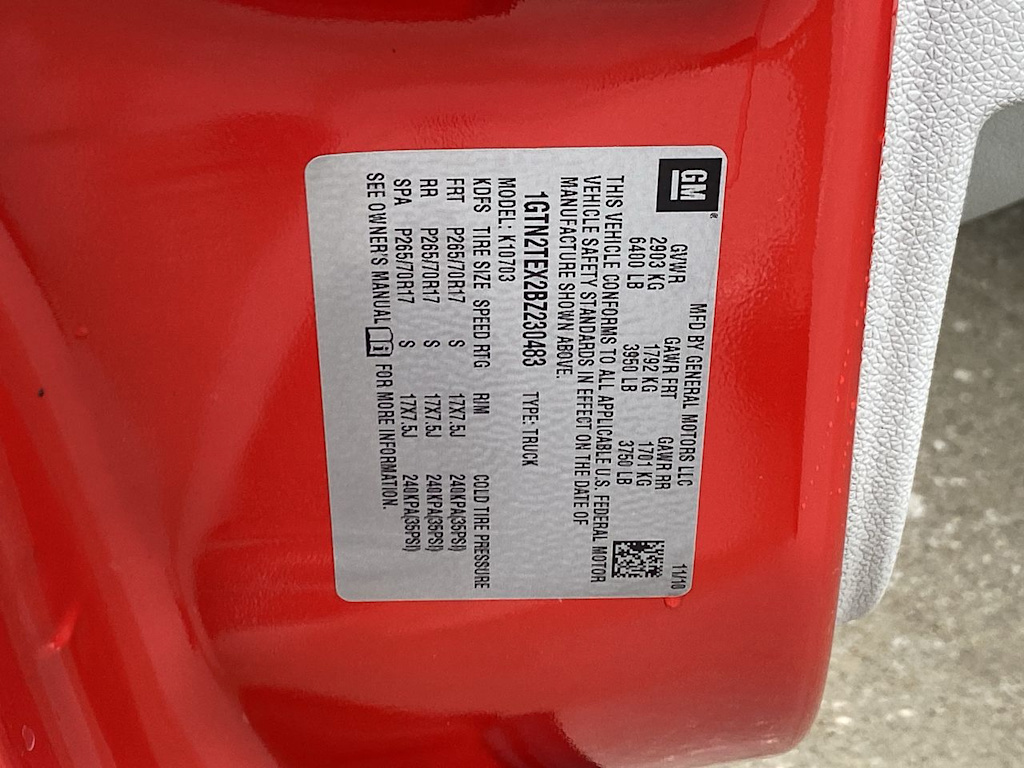 GM
MFD BY GENERAL MOTORS LLC 11/10
GVWR GAWR FRT GAWR RR
2903 KG 1792 KG 1701 KG
6400 LB 3950 LB 3750 LB
THIS VEHICLE CONFORMS TO ALL APPLICABLE U.S. FEDERAL MOTOR
VEHICLE SAFETY STANDARDS IN EFFECT ON THE DATE OF
MANUFACTURE SHOWN ABOVE.
1GTN2TEX2BZ230483 TYPE: TRUCK
MODEL: K10703
KDFS TIRE SIZE SPEED RTG RIM COLD TIRE PRESSURE
FRT P265/70R17 S 17X7.5J 240KPA(35PSI)
RR P265/70R17 S 17X7.5J 240KPA(35PSI)
SPA P265/70R17 S 17X7.5J 240KPA(35PSI)
SEE OWNER'S MANUAL FOR MORE INFORMATION.